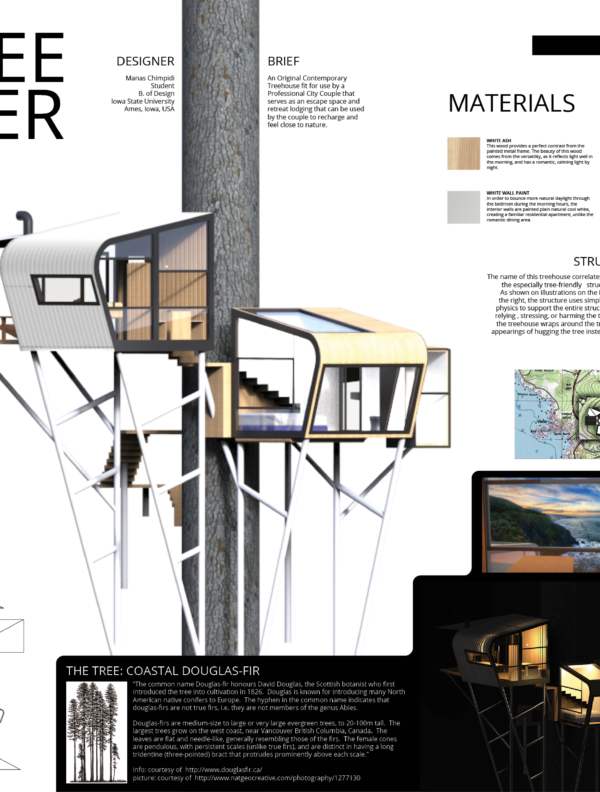 EE
ER
DESIGNER
Manas Chimpidi
Student
B. of Design
Iowa State University
Ames, Iowa, USA
BRIEF
An Original Contemporary
Treehouse fit for use by a
Professional City Couple that
serves as an escape space and
retreat lodging that can be used
by the couple to recharge and
feel close to nature.
MATERIALS
WHITE ASH
This wood provides a perfect contrast from the
painted metal frame. The beauty of this wood
comes from the versatility, as it reflects light well in
the morning, and has a romantic, calming light by
night.
WHITE WALL PAINT
In order to bounce more natural daylight through
the bedroom during the morning hours, the
interior walls are painted plain natural cool white,
creating a familiar residential apartment, unlike the
romantic dining area.
STRU
The name of this treehouse correlates
the especially tree-friendly struc
As shown on illustrations on the
the right, the structure uses simpl
physics to support the entire struc
relying , stressing, or harming the t
the treehouse wraps around the tr
appearings of hugging the tree inste
THE TREE: COASTAL DOUGLAS-FIR
"The common name Douglas-fir honours David Douglas, the Scottish botanist who first
introduced the tree into cultivation in 1826. Douglas is known for introducing many North
American native conifers to Europe. The hyphen in the common name indicates that
douglas-firs are not true firs, i.e. they are not members of the genus Abies.
Douglas-firs are medium-size to large or very large evergreen trees, to 20-100m tall. The
largest trees grow on the west coast, near Vancouver British Columbia, Canada. The
leaves are flat and needle-like, generally resembling those of the firs. The female cones
are pendulous, with persistent scales (unlike true firs), and are distinct in having a long
tridentine (three-pointed) bract that protrudes prominently above each scale."
info: courtesy of http://www.douglasfir.ca/
picture: courtesy of http://www.natgeocreative.com/photography/1277130